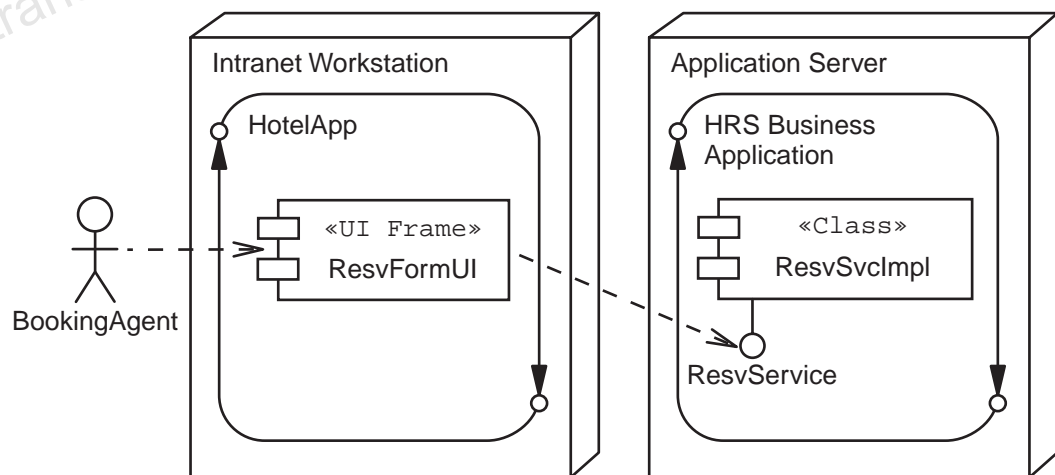 Intranet Workstation
HotelApp
«UI Frame»
ResvFormUI
BookingAgent
Application Server
HRS Business
Application
«Class»
ResvSvcImpl
ResvService